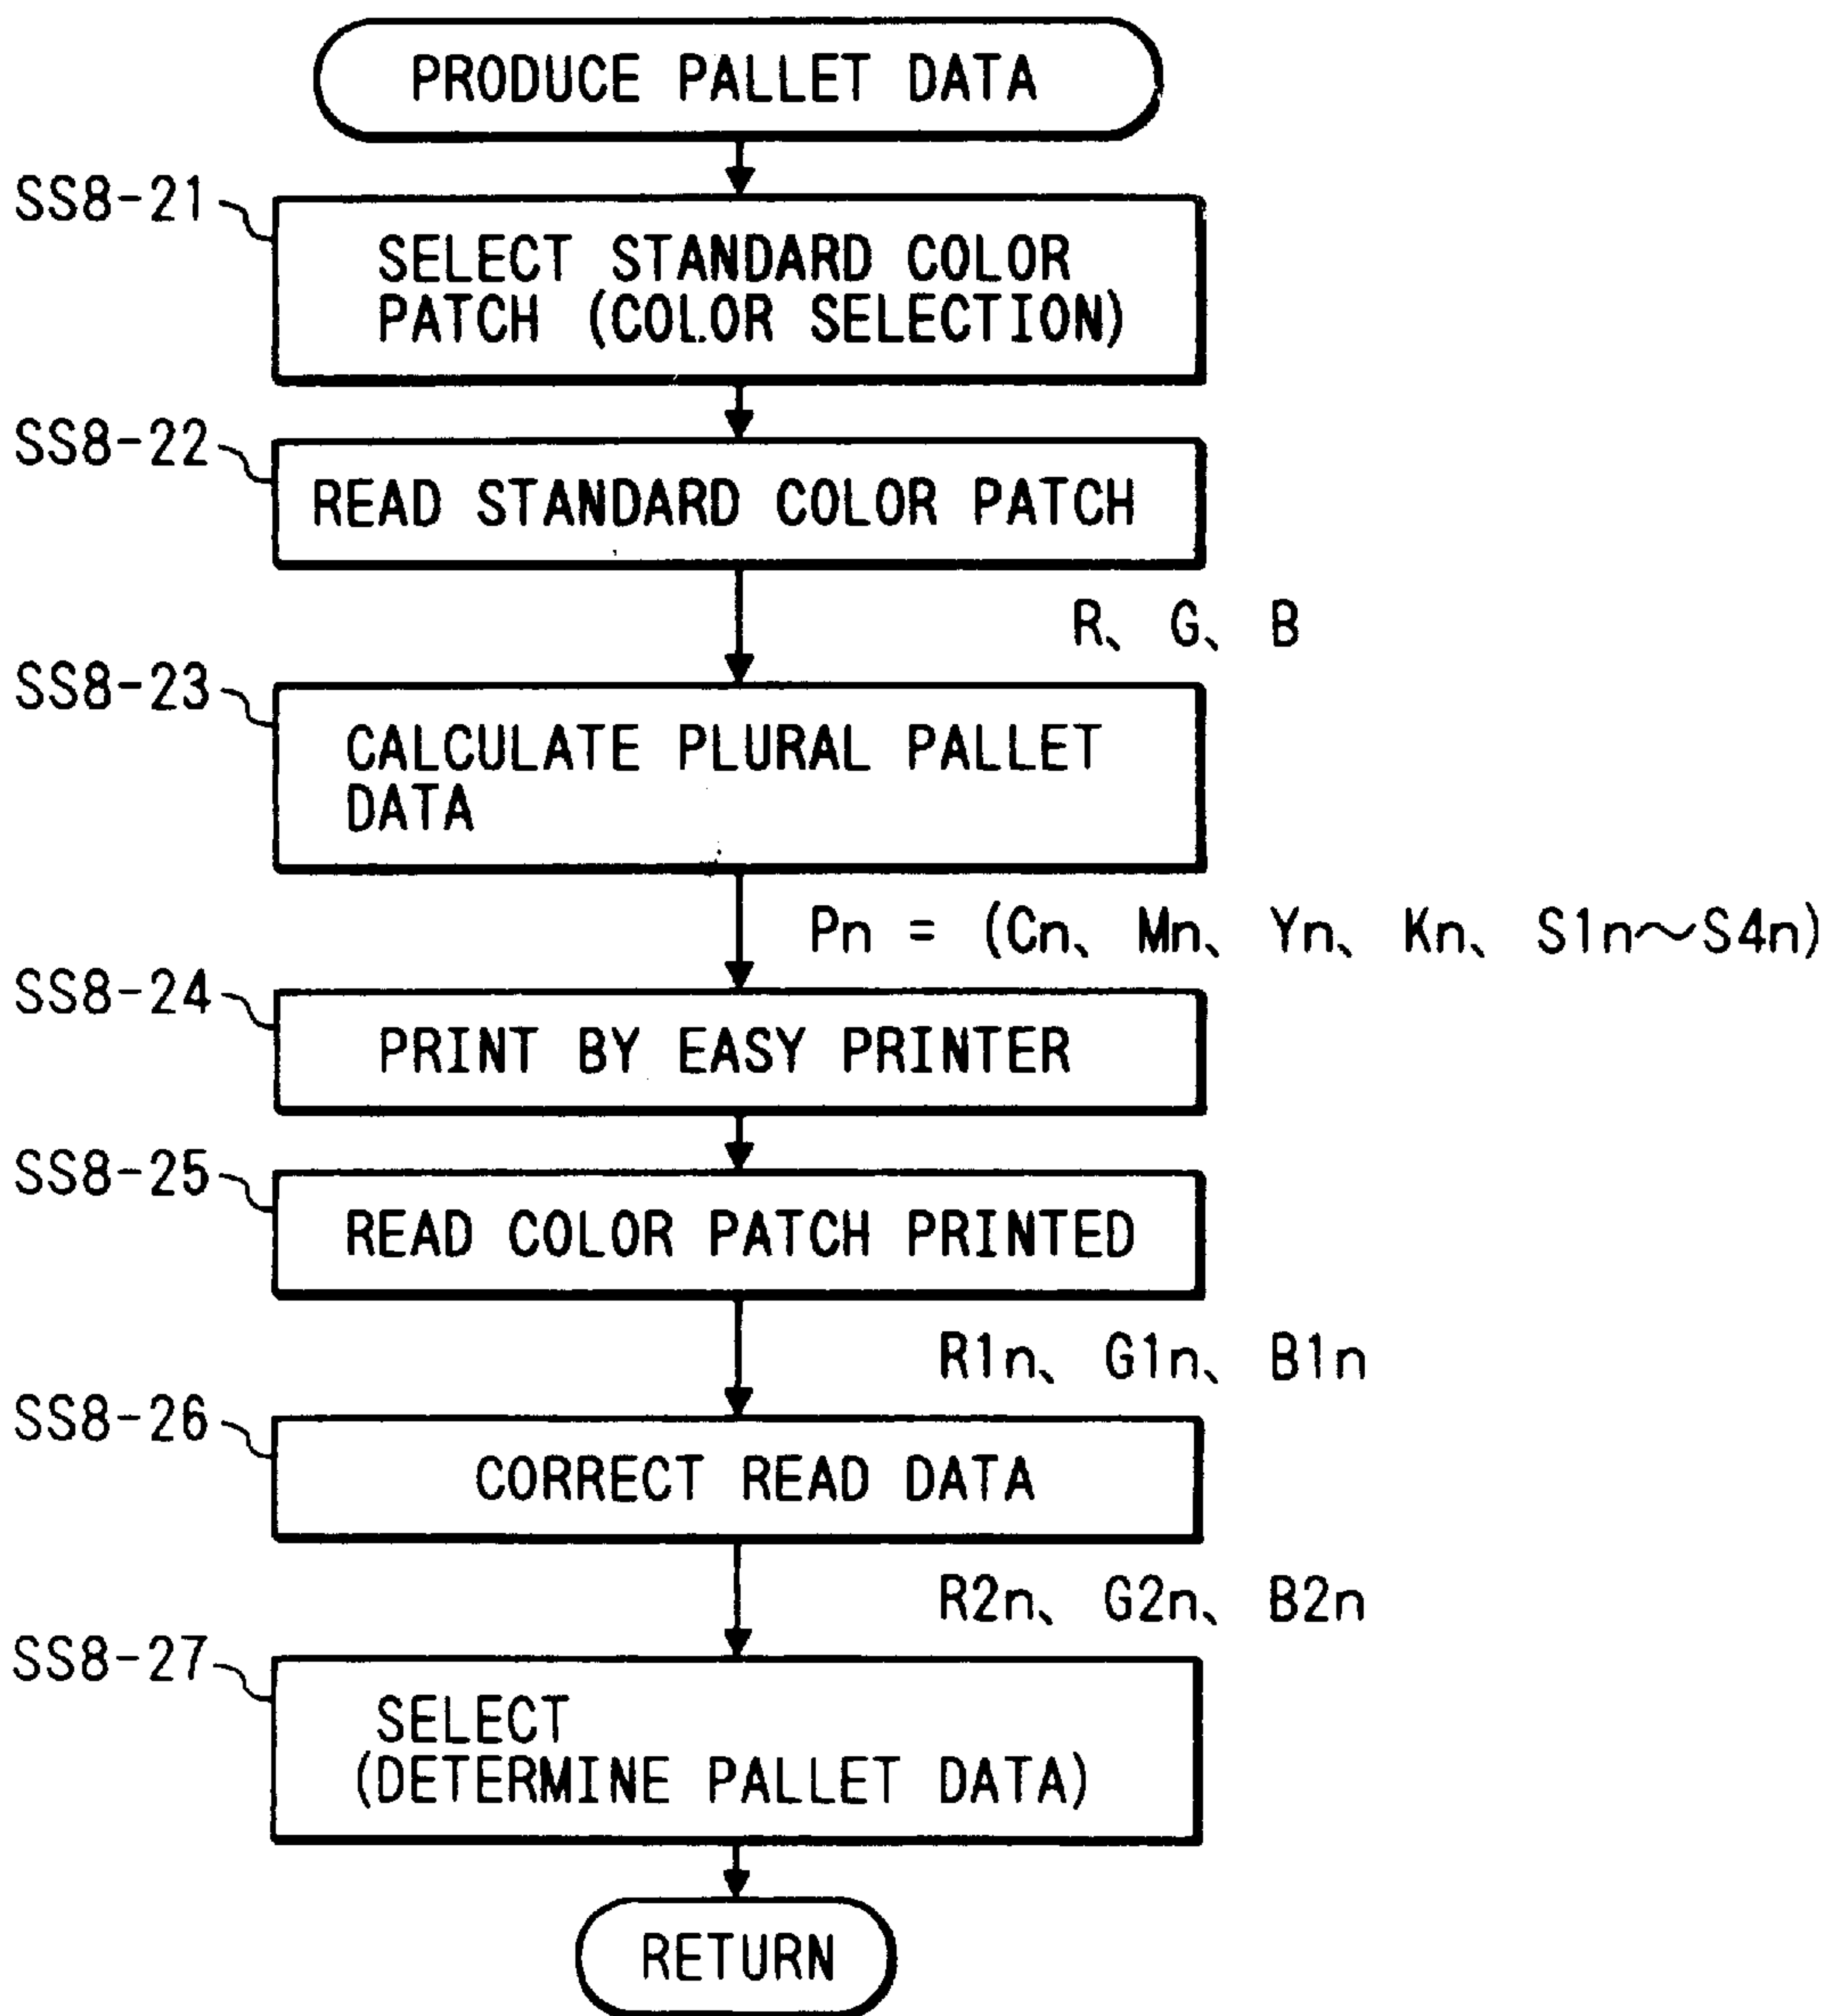 PRODUCE PALLET DATA
SS8-21
SELECT STANDARD COLOR
PATCH (COLOR SELECTION)
SS8-22
READ STANDARD COLOR PATCH
R、G、B
SS8-23
CALCULATE PLURAL PALLET
DATA
Pn = (Cn、Mn、Yn、Kn、S1n〜S4n)
SS8-24
PRINT BY EASY PRINTER
SS8-25
READ COLOR PATCH PRINTED
R1n、G1n、B1n
SS8-26
CORRECT READ DATA
R2n、G2n、B2n
SS8-27
SELECT
(DETERMINE PALLET DATA)
RETURN